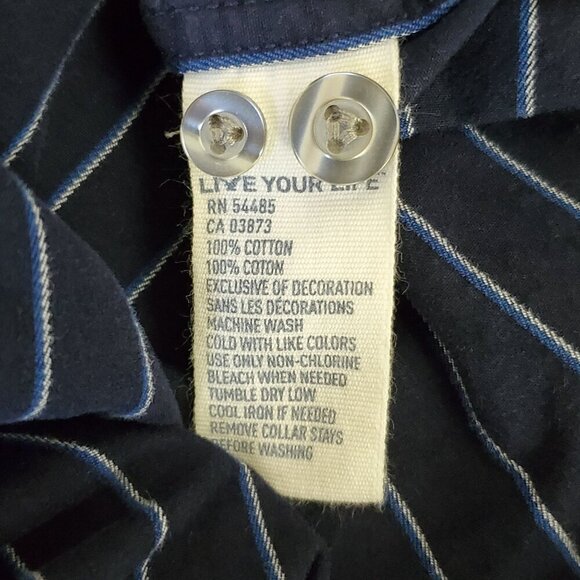 LIVE YOUR LIFE™
RN 54485
CA 03873
100% COTTON
100% COTON
EXCLUSIVE OF DECORATION
SANS LES DÉCORATIONS
MACHINE WASH
COLD WITH LIKE COLORS
USE ONLY NON-CHLORINE
BLEACH WHEN NEEDED
TUMBLE DRY LOW
COOL IRON IF NEEDED
REMOVE COLLAR STAYS
BEFORE WASHING